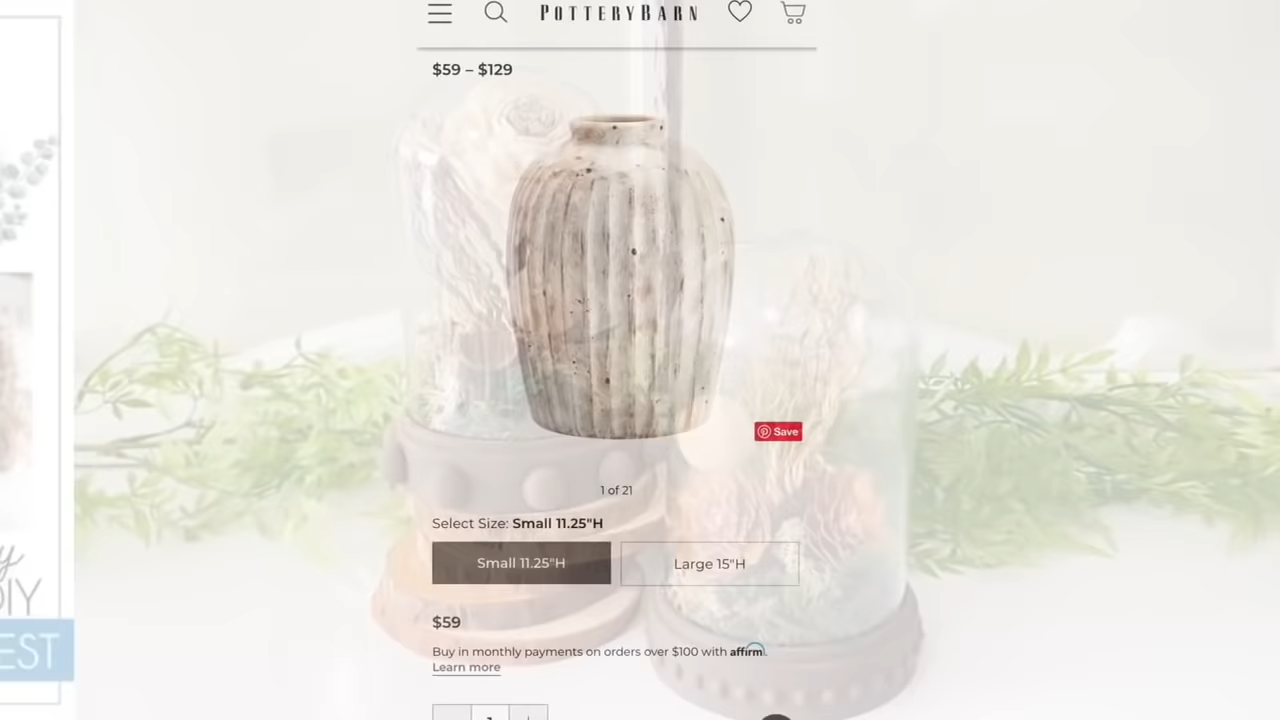 POTTERYBARN
$59 – $129
Save
1 of 21
Select Size: Small 11.25"H
Small 11.25"H
Large 15"H
$59
Buy in monthly payments on orders over $100 with affirm.
Learn more
1 +
DIY
EST